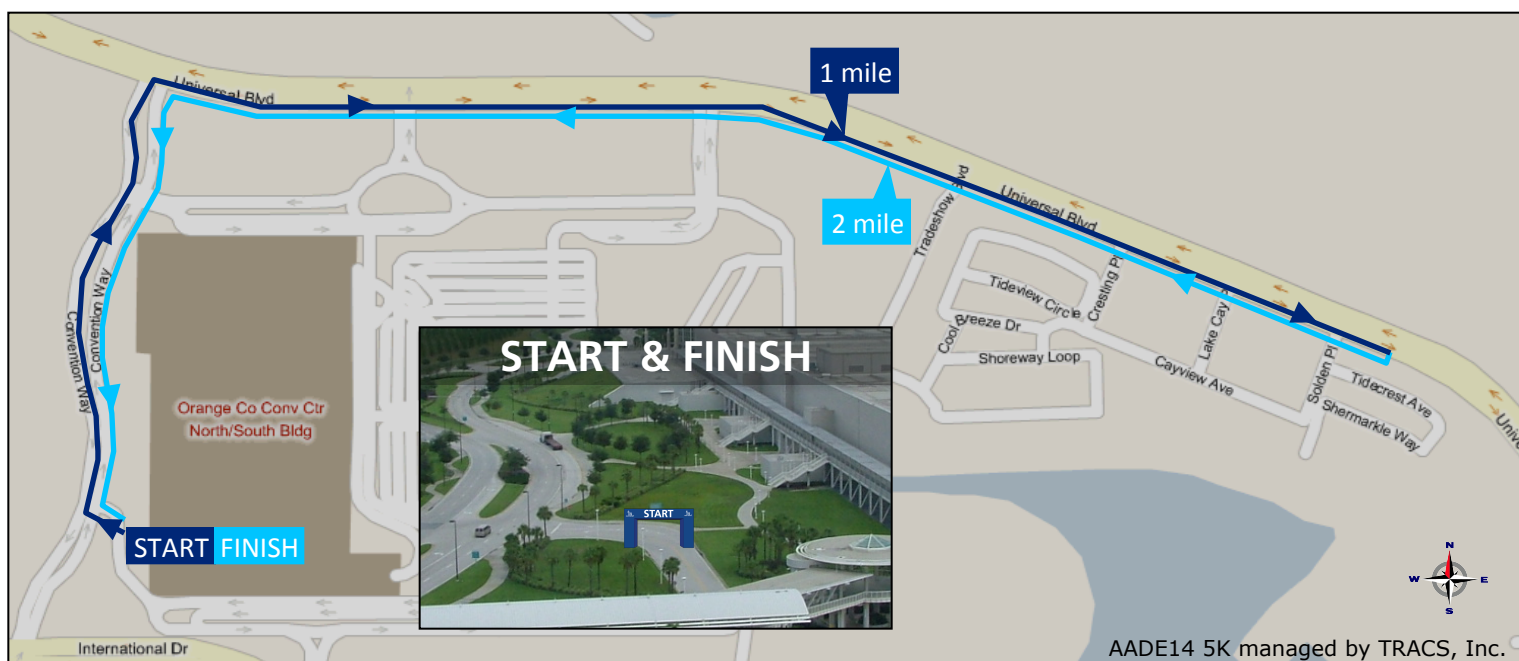 Universal Blvd
1 mile
2 mile
Tradeshow Blvd
Universal Blvd
Cresting Pl
Tideview Circle
Cool Breeze Dr
Shoreway Loop
Lake Cay
Cayview Ave
Solden Pl
Tidecrest Ave
Shermarkle Way
Convention Way
Convention Way
Orange Co Conv Ctr
North/South Bldg
START & FINISH
START
START FINISH
N
W E
S
International Dr
AADE14 5K managed by TRACS, Inc.